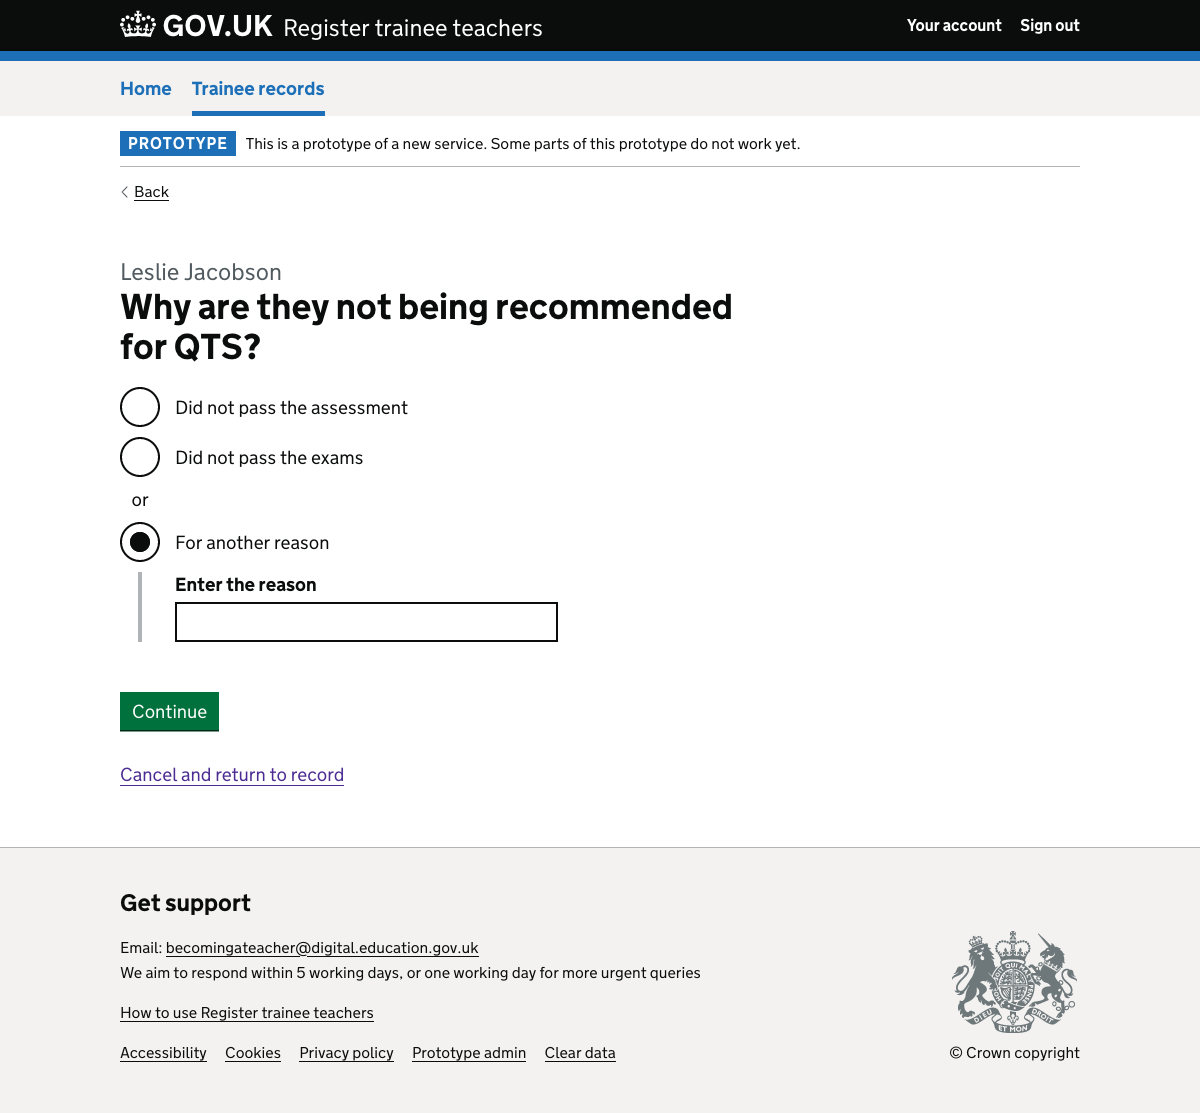 GOV.UK Register trainee teachers Your account Sign out
Home Trainee records
PROTOTYPE This is a prototype of a new service. Some parts of this prototype do not work yet.
Back
Leslie Jacobson
Why are they not being recommended
for QTS?
Did not pass the assessment
Did not pass the exams
or
For another reason
Enter the reason
Continue
Cancel and return to record
Get support
Email: becomingateacher@digital.education.gov.uk
We aim to respond within 5 working days, or one working day for more urgent queries
How to use Register trainee teachers
Accessibility Cookies Privacy policy Prototype admin Clear data
DIEU ET MON DROIT
© Crown copyright